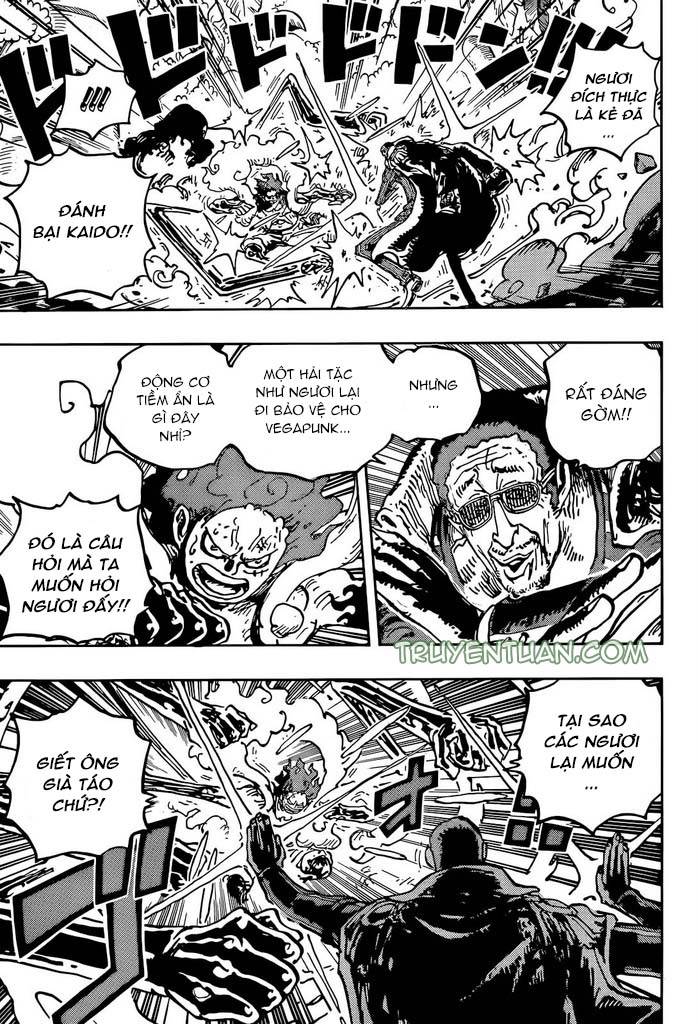 ド ド ド ド ド ドン!!
NGƯƠI
ĐÍCH THỰC
LÀ KẺ ĐÃ
...
!!!
ĐÁNH
BẠI KAIDO!!
RẤT ĐÁNG
GỜM!!
NHƯNG
...
MỘT HẢI TẶC
NHƯ NGƯƠI LẠI
ĐI BẢO VỆ CHO
VEGAPUNK...
ĐỘNG CƠ
TIỀM ẨN LÀ
GÌ ĐÂY
NHỈ?
ĐÓ LÀ CÂU
HỎI MÀ TA
MUỐN HỎI
NGƯƠI ĐẤY!!
TRUYENTUAN.COM
TẠI SAO
CÁC NGƯƠI
LẠI MUỐN
...
GIẾT ÔNG
GIÀ TÁO
CHỨ?!